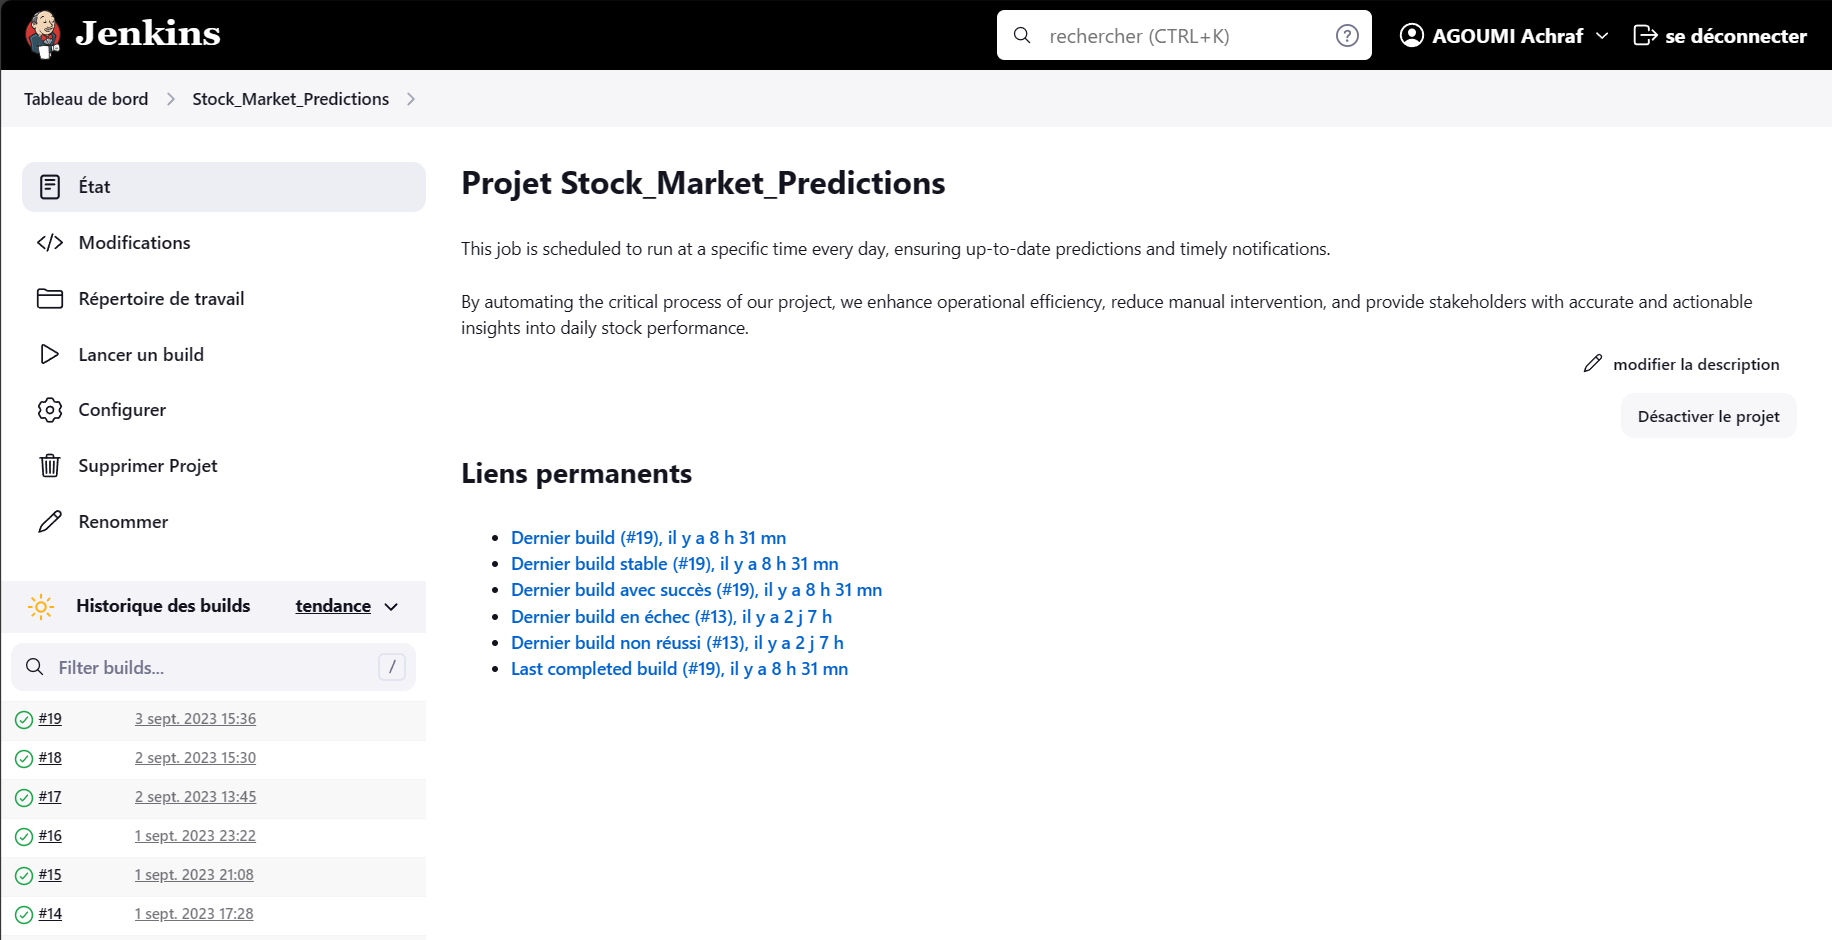 Jenkins
rechercher (CTRL+K)
?
AGOUMI Achraf
se déconnecter
Tableau de bord
Stock_Market_Predictions
État
Modifications
Répertoire de travail
Lancer un build
Configurer
Supprimer Projet
Renommer
Historique des builds
tendance
Filter builds...
/
#19 3 sept. 2023 15:36
#18 2 sept. 2023 15:30
#17 2 sept. 2023 13:45
#16 1 sept. 2023 23:22
#15 1 sept. 2023 21:08
#14 1 sept. 2023 17:28
Projet Stock_Market_Predictions
This job is scheduled to run at a specific time every day, ensuring up-to-date predictions and timely notifications.
By automating the critical process of our project, we enhance operational efficiency, reduce manual intervention, and provide stakeholders with accurate and actionable
insights into daily stock performance.
modifier la description
Désactiver le projet
Liens permanents
Dernier build (#19), il y a 8 h 31 mn
Dernier build stable (#19), il y a 8 h 31 mn
Dernier build avec succès (#19), il y a 8 h 31 mn
Dernier build en échec (#13), il y a 2 j 7 h
Dernier build non réussi (#13), il y a 2 j 7 h
Last completed build (#19), il y a 8 h 31 mn